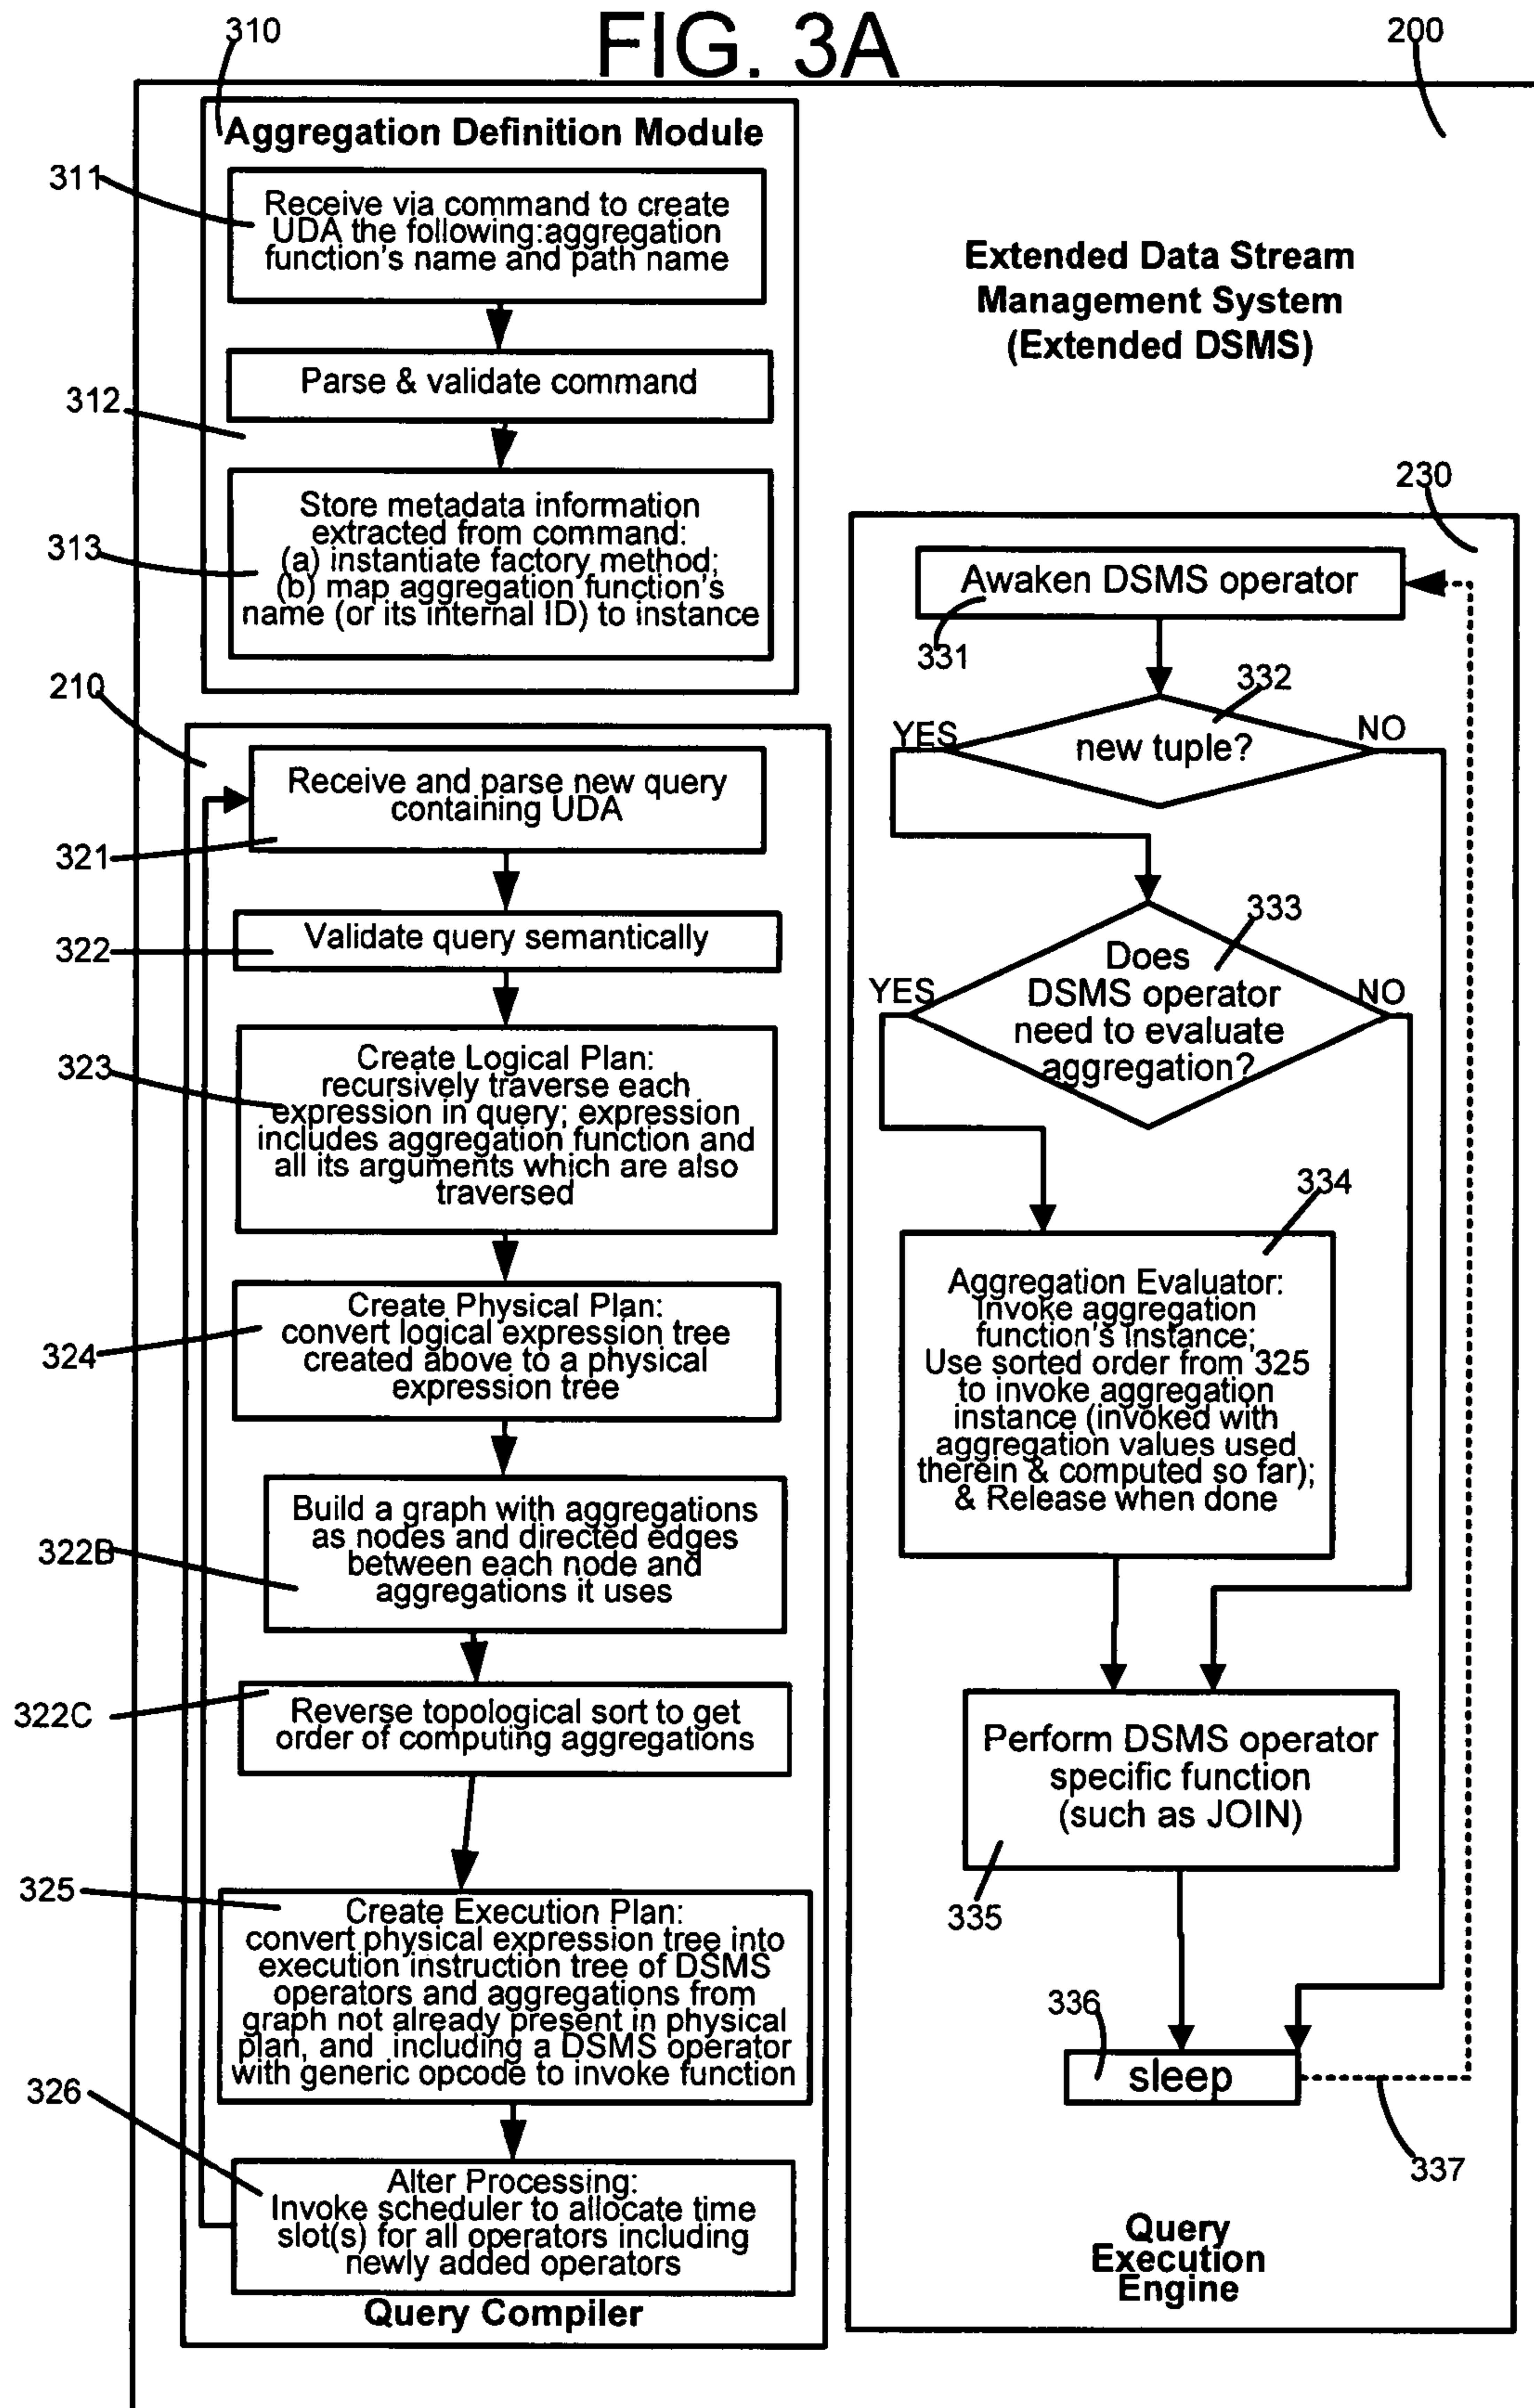 FIG. 3A
310
200
Aggregation Definition Module
311
Receive via command to create
UDA the following:aggregation
function's name and path name
Parse & validate command
312
Store metadata information
extracted from command:
(a) instantiate factory method;
(b) map aggregation function's
name (or its internal ID) to instance
313
Extended Data Stream
Management System
(Extended DSMS)
210
Receive and parse new query
containing UDA
321
Validate query semantically
322
Create Logical Plan:
recursively traverse each
expression in query; expression
includes aggregation function and
all its arguments which are also
traversed
323
Create Physical Plan:
convert logical expression tree
created above to a physical
expression tree
324
Build a graph with aggregations
as nodes and directed edges
between each node and
aggregations it uses
322B
Reverse topological sort to get
order of computing aggregations
322C
325
Create Execution Plan:
convert physical expression tree into
execution instruction tree of DSMS
operators and aggregations from
graph not already present in physical
plan, and including a DSMS operator
with generic opcode to invoke function
326
Alter Processing:
Invoke scheduler to allocate time
slot(s) for all operators including
newly added operators
Query Compiler
230
Awaken DSMS operator
331
332
YES
new tuple?
NO
333
YES
Does
DSMS operator
need to evaluate
aggregation?
NO
334
Aggregation Evaluator:
Invoke aggregation
function's instance;
Use sorted order from 325
to invoke aggregation
instance (invoked with
aggregation values used
therein & computed so far);
& Release when done
Perform DSMS operator
specific function
(such as JOIN)
335
336
sleep
337
Query
Execution
Engine